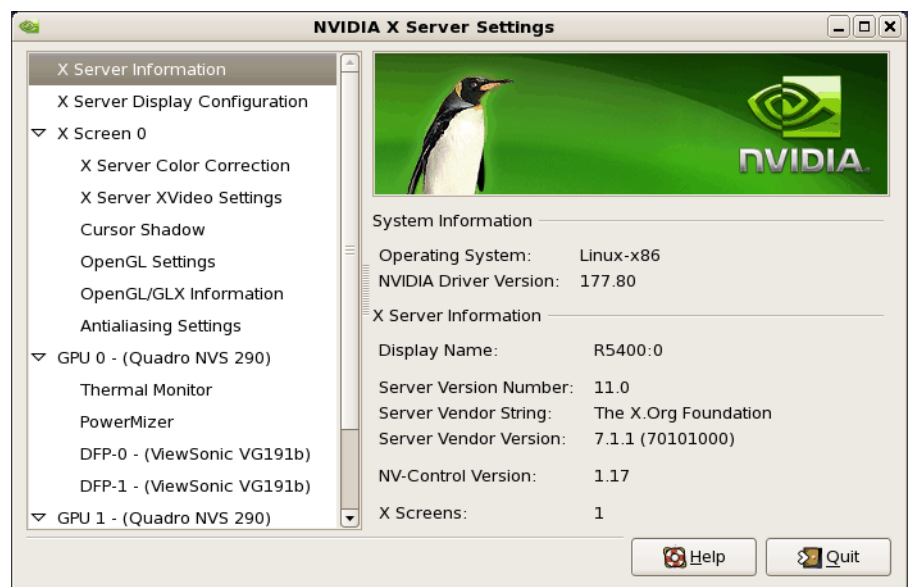 NVIDIA X Server Settings
X Server Information
X Server Display Configuration
X Screen 0
X Server Color Correction
X Server XVideo Settings
Cursor Shadow
OpenGL Settings
OpenGL/GLX Information
Antialiasing Settings
GPU 0 - (Quadro NVS 290)
Thermal Monitor
PowerMizer
DFP-0 - (ViewSonic VG191b)
DFP-1 - (ViewSonic VG191b)
GPU 1 - (Quadro NVS 290)
NVIDIA
System Information
Operating System: Linux-x86
NVIDIA Driver Version: 177.80
X Server Information
Display Name: R5400:0
Server Version Number: 11.0
Server Vendor String: The X.Org Foundation
Server Vendor Version: 7.1.1 (70101000)
NV-Control Version: 1.17
X Screens: 1
Help
Quit